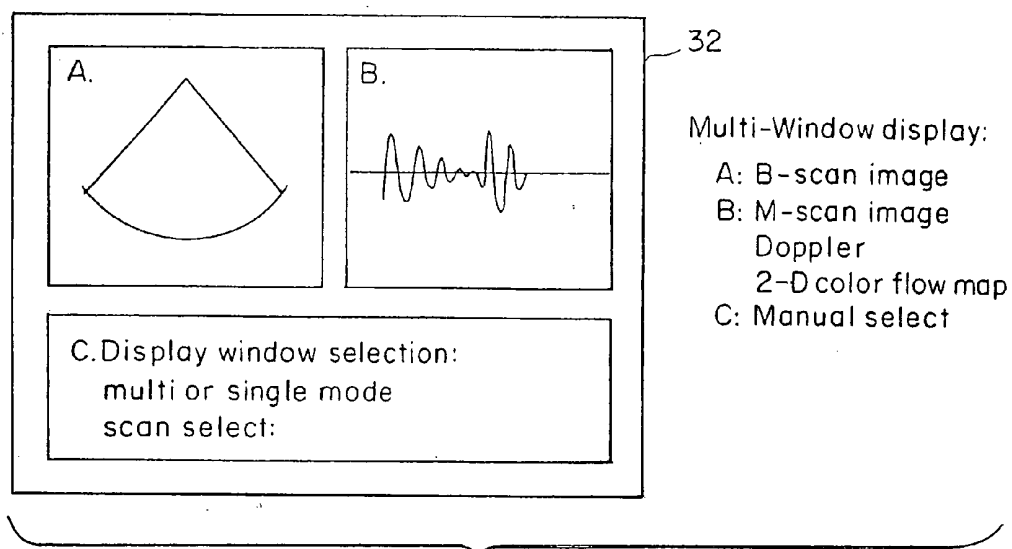 A.
B.
32
C. Display window selection:
multi or single mode
scan select:
Multi-Window display:
A: B-scan image
B: M-scan image
Doppler
2-D color flow map
C: Manual select